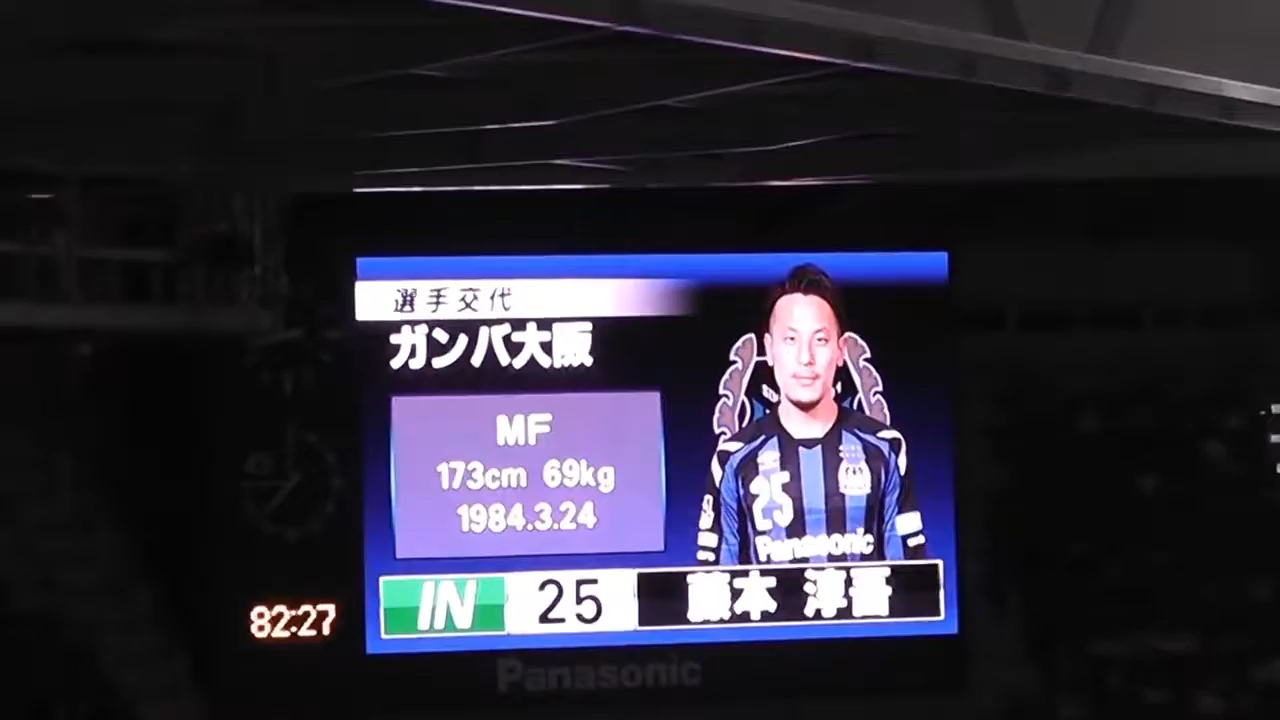 選手交代
ガンバ大阪
MF
173cm 69kg
1984.3.24
25
Panasonic
IN 25 藤本 淳吾
82:27
Panasonic